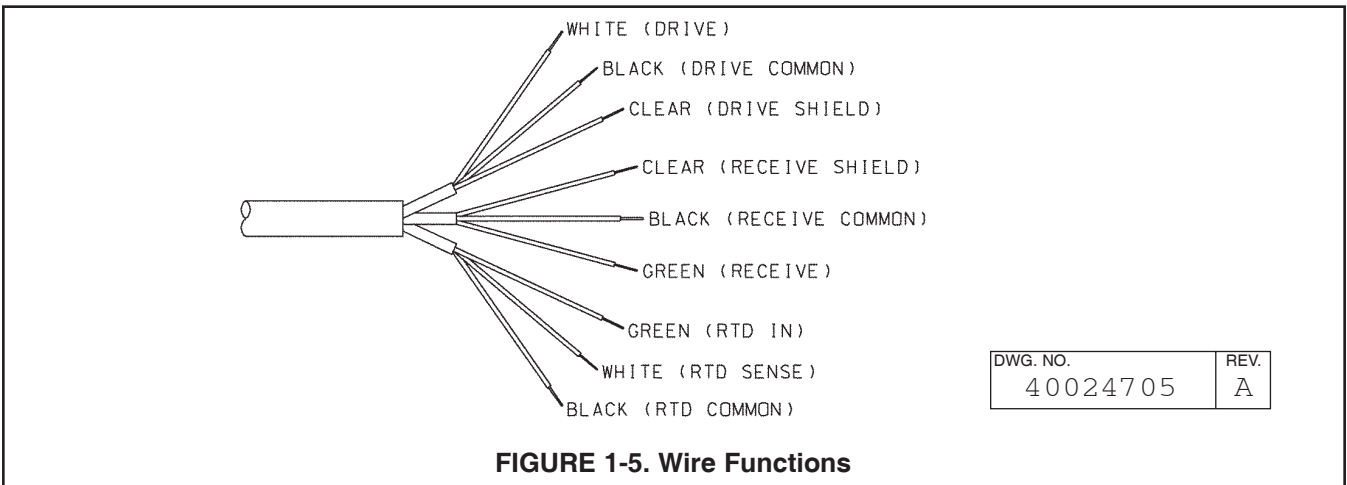 WHITE (DRIVE)
BLACK (DRIVE COMMON)
CLEAR (DRIVE SHIELD)
CLEAR (RECEIVE SHIELD)
BLACK (RECEIVE COMMON)
GREEN (RECEIVE)
GREEN (RTD IN)
WHITE (RTD SENSE)
BLACK (RTD COMMON)
DWG. NO. REV.
40024705 A
FIGURE 1-5. Wire Functions